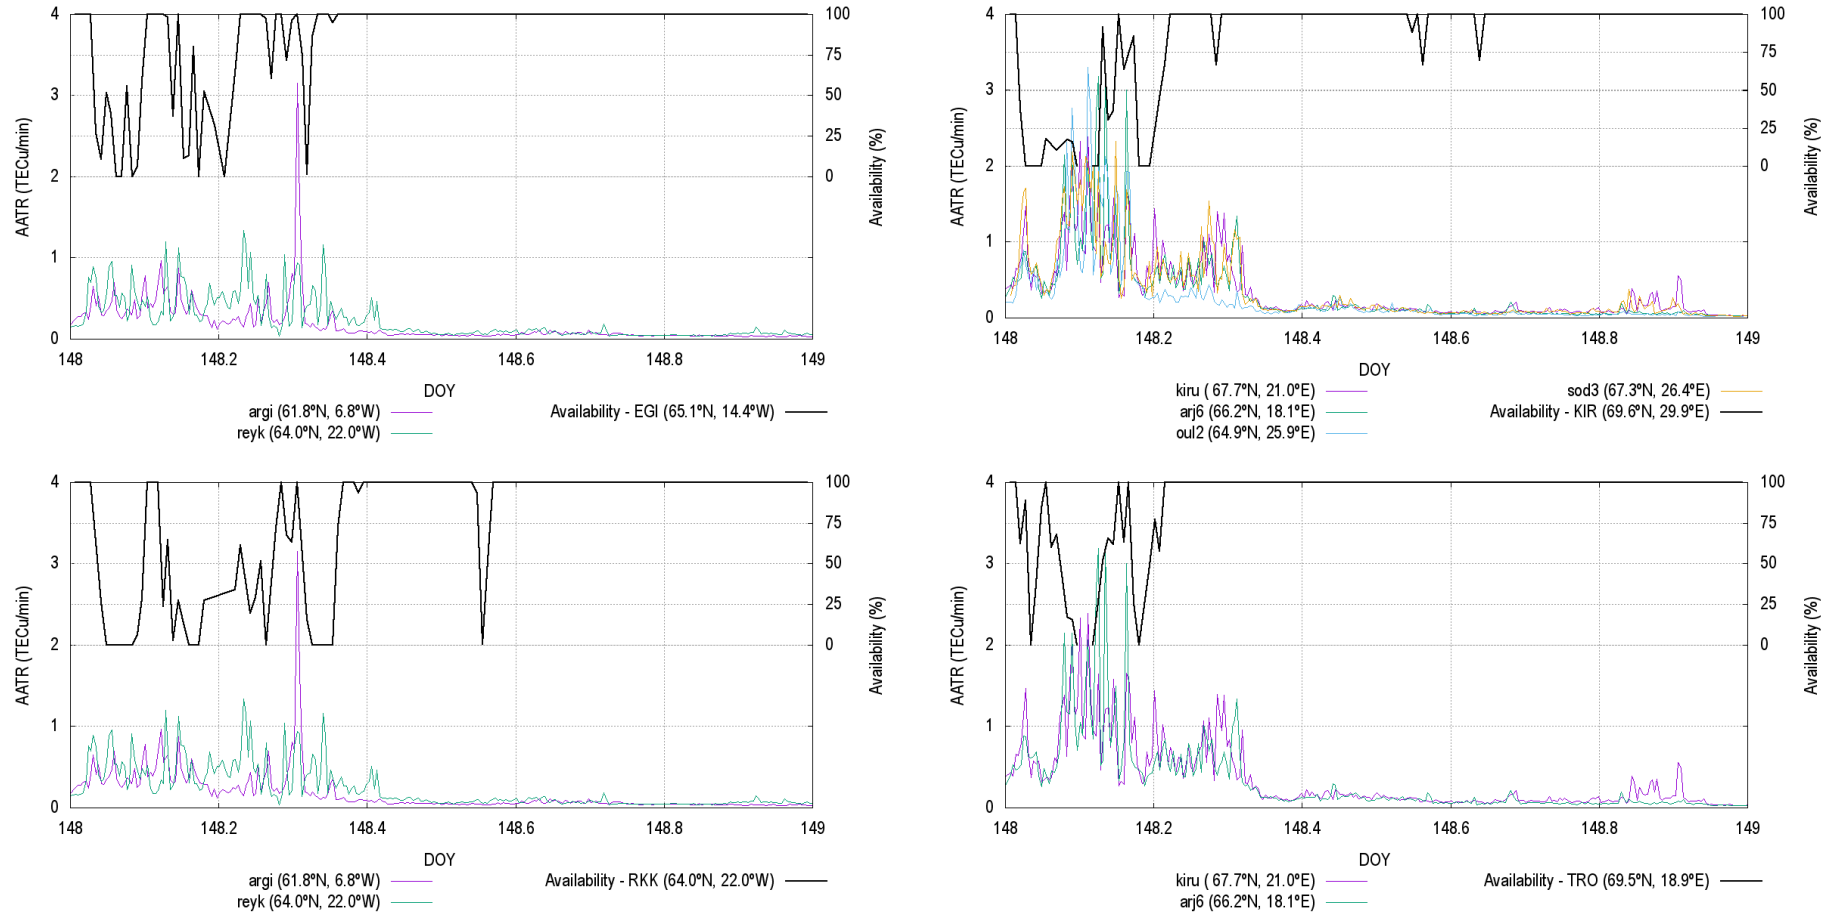 4
3
2
1
0
100
75
50
25
0
AATR (TECu/min)
Availability (%)
148
148.2
148.4
148.6
148.8
149
DOY
argi (61.8ºN, 6.8ºW)
reyk (64.0ºN, 22.0ºW)
Availability - EGI (65.1ºN, 14.4ºW)
4
3
2
1
0
100
75
50
25
0
AATR (TECu/min)
Availability (%)
148
148.2
148.4
148.6
148.8
149
DOY
kiru ( 67.7ºN, 21.0ºE)
arj6 (66.2ºN, 18.1ºE)
oul2 (64.9ºN, 25.9ºE)
sod3 (67.3ºN, 26.4ºE)
Availability - KIR (69.6ºN, 29.9ºE)
4
3
2
1
0
100
75
50
25
0
AATR (TECu/min)
Availability (%)
148
148.2
148.4
148.6
148.8
149
DOY
argi (61.8ºN, 6.8ºW)
reyk (64.0ºN, 22.0ºW)
Availability - RKK (64.0ºN, 22.0ºW)
4
3
2
1
0
100
75
50
25
0
AATR (TECu/min)
Availability (%)
148
148.2
148.4
148.6
148.8
149
DOY
kiru ( 67.7ºN, 21.0ºE)
arj6 (66.2ºN, 18.1ºE)
Availability - TRO (69.5ºN, 18.9ºE)